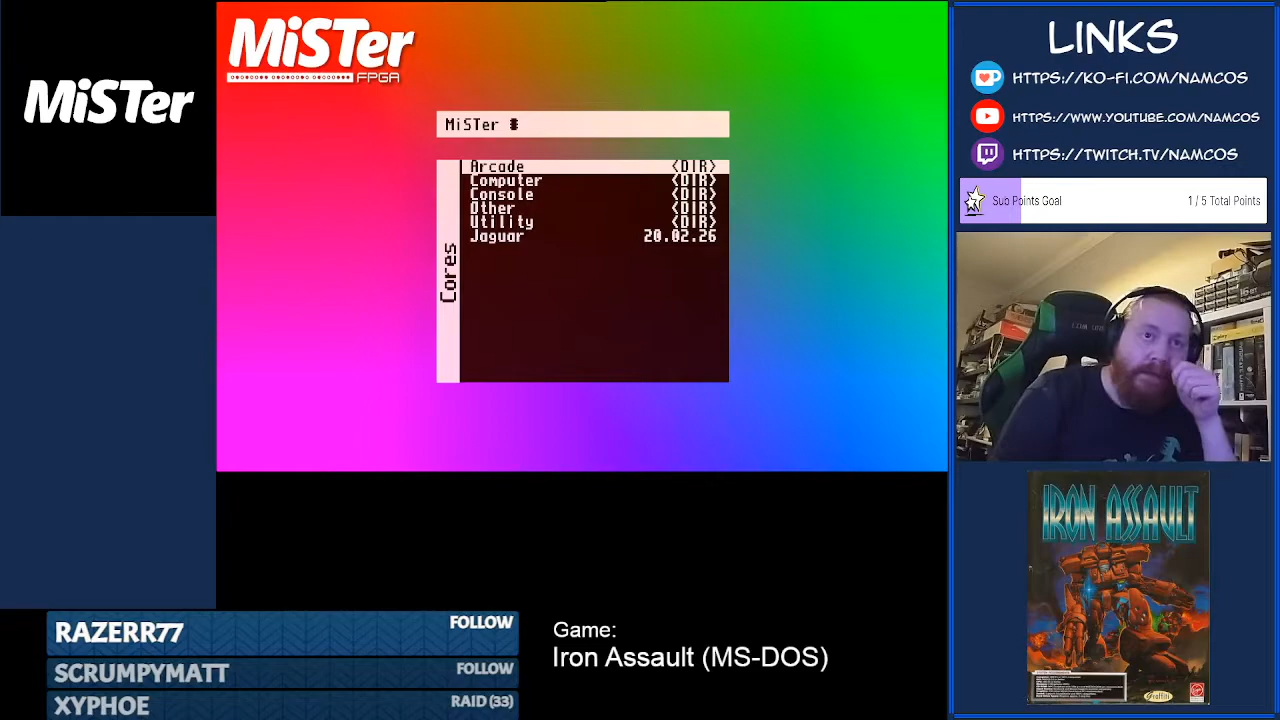 MiSTer
MiSTer
FPGA
MiSTer
Arcade <DIR>
Computer <DIR>
Console <DIR>
Other <DIR>
Utility <DIR>
Jaguar 20.02.26
Cores
LINKS
HTTPS://KO-FI.COM/NAMCOS
HTTPS://WWW.YOUTUBE.COM/NAMCOS
HTTPS://TWITCH.TV/NAMCOS
Sub Points Goal 1 / 5 Total Points
IRON ASSAULT
Graffiti
Virgin
RAZERR77 FOLLOW
SCRUMPYMATT FOLLOW
XYPHOE RAID (33)
Game:
Iron Assault (MS-DOS)